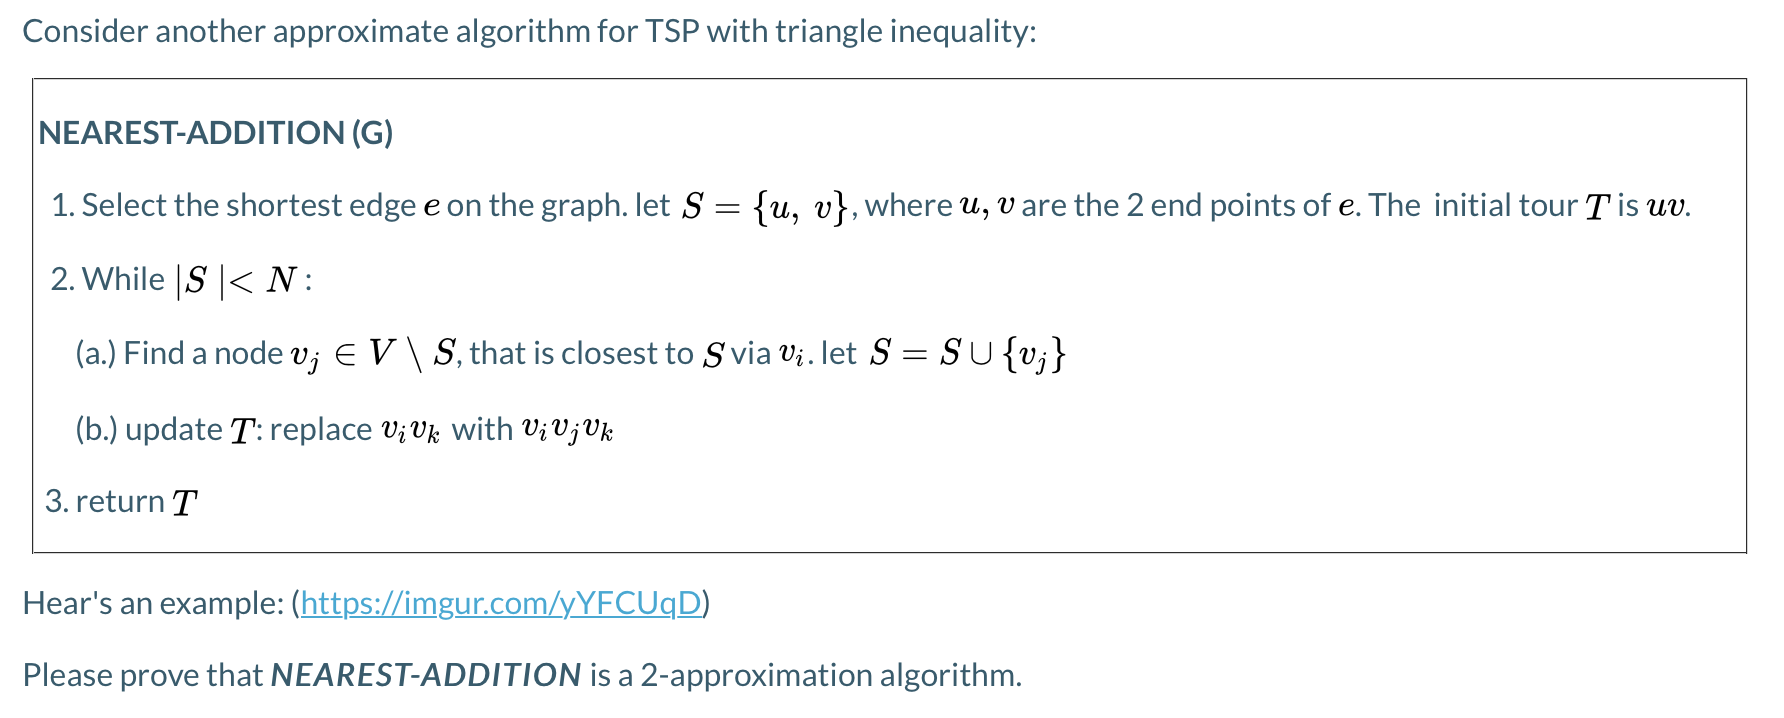 Consider another approximate algorithm for TSP with triangle inequality:
NEAREST-ADDITION (G)
1. Select the shortest edge e on the graph. let S = {u, v}, where u, v are the 2 end points of e. The initial tour T is uv.
2. While |S |< N :
(a.) Find a node v_j ∈ V \ S, that is closest to S via v_i. let S = S ∪ {v_j}
(b.) update T: replace v_i v_k with v_i v_j v_k
3. return T
Hear's an example: (https://imgur.com/yYFCUqD)
Please prove that NEAREST-ADDITION is a 2-approximation algorithm.